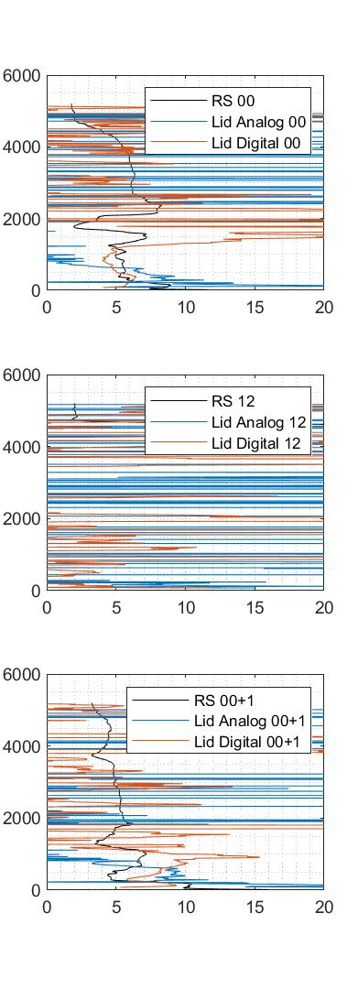 6000
RS 00
Lid Analog 00
Lid Digital 00
4000
2000
0
0 5 10 15 20
6000
RS 12
Lid Analog 12
Lid Digital 12
4000
2000
0
0 5 10 15 20
6000
RS 00+1
Lid Analog 00+1
Lid Digital 00+1
4000
2000
0
0 5 10 15 20